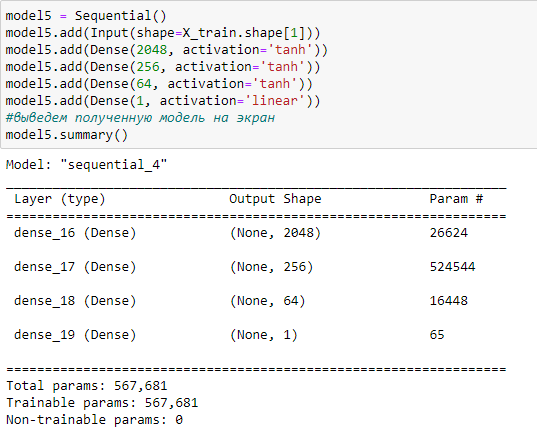 model5 = Sequential()
model5.add(Input(shape=X_train.shape[1]))
model5.add(Dense(2048, activation='tanh'))
model5.add(Dense(256, activation='tanh'))
model5.add(Dense(64, activation='tanh'))
model5.add(Dense(1, activation='linear'))
#выведем полученную модель на экран
model5.summary()
Model: "sequential_4"
_________________________________________________________________
Layer (type) Output Shape Param #
=================================================================
dense_16 (Dense) (None, 2048) 26624
dense_17 (Dense) (None, 256) 524544
dense_18 (Dense) (None, 64) 16448
dense_19 (Dense) (None, 1) 65
=================================================================
Total params: 567,681
Trainable params: 567,681
Non-trainable params: 0